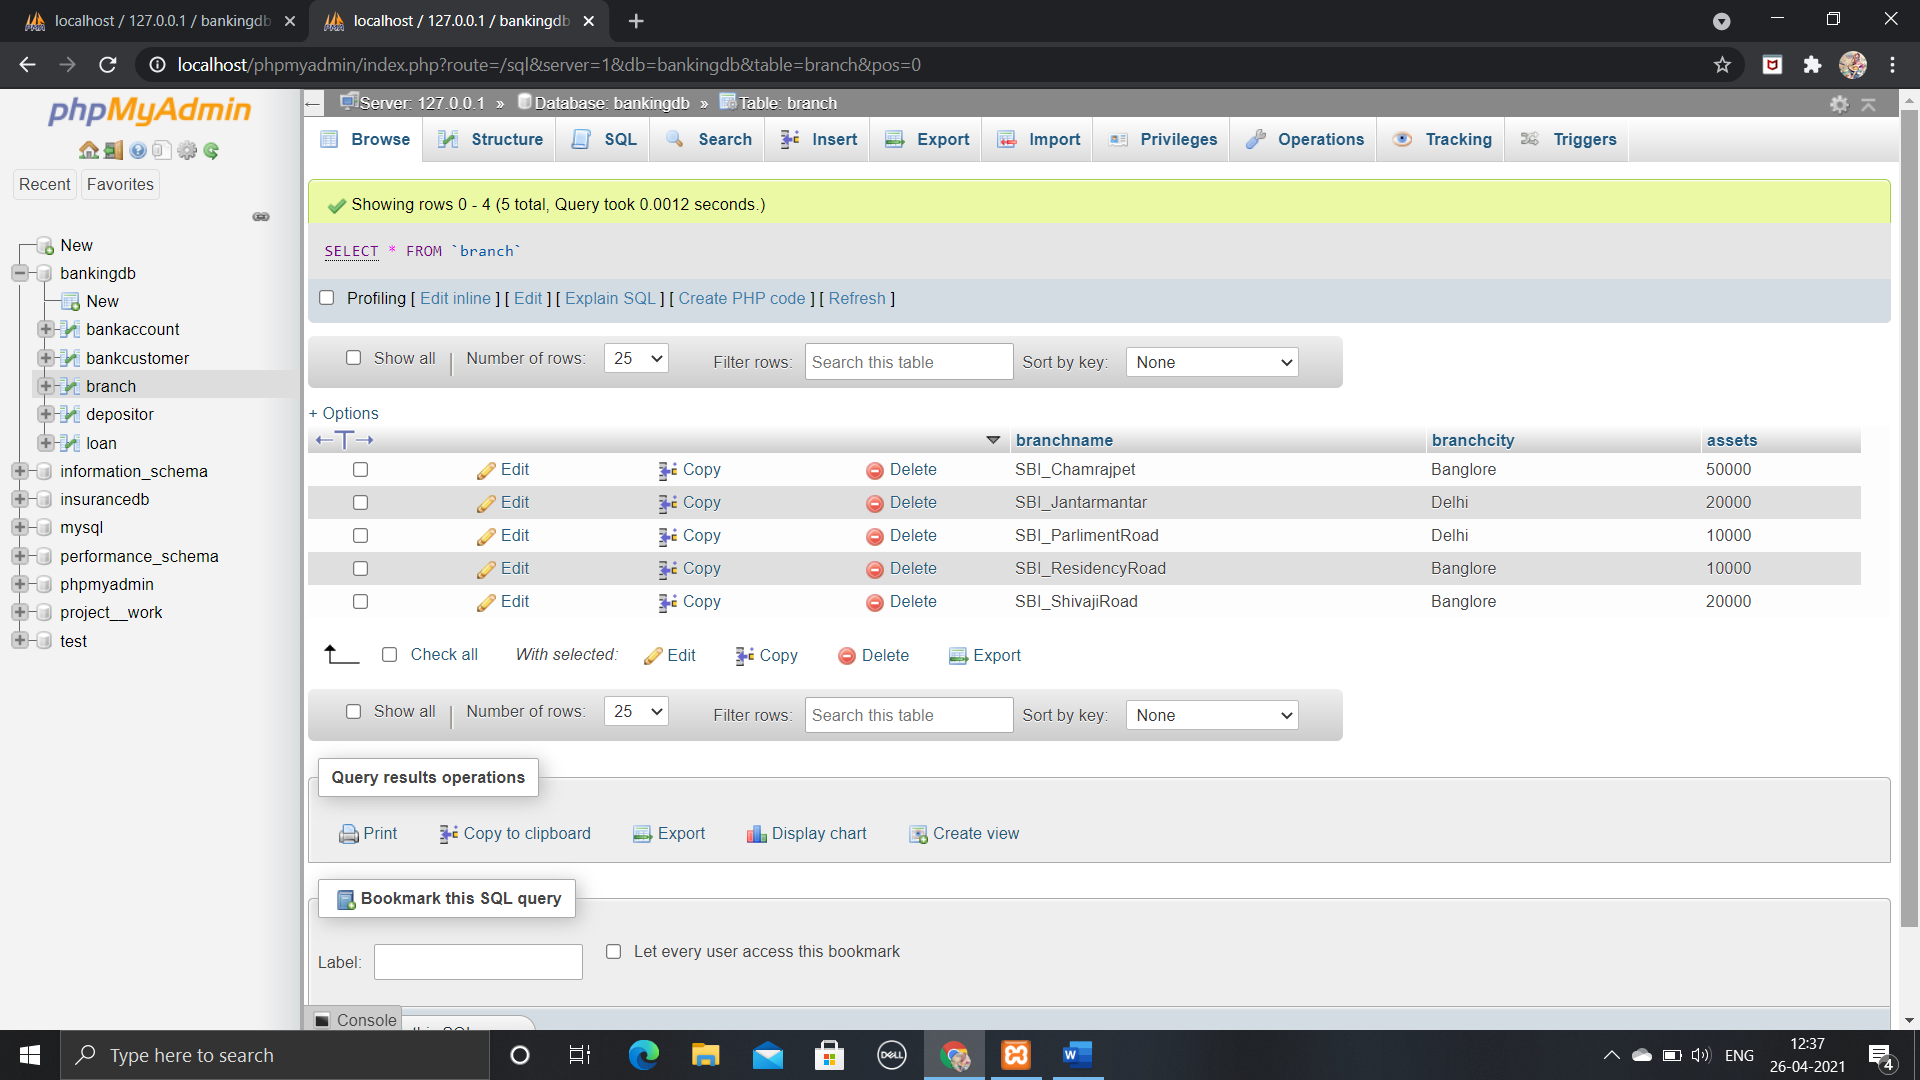 localhost / 127.0.0.1 / bankingdb
localhost / 127.0.0.1 / bankingdb
localhost/phpmyadmin/index.php?route=/sql&server=1&db=bankingdb&table=branch&pos=0
phpMyAdmin
Recent Favorites
New
bankingdb
New
bankaccount
bankcustomer
branch
depositor
loan
information_schema
insurancedb
mysql
performance_schema
phpmyadmin
project__work
test
Server: 127.0.0.1 » Database: bankingdb » Table: branch
Browse Structure SQL Search Insert Export Import Privileges Operations Tracking Triggers
Showing rows 0 - 4 (5 total, Query took 0.0012 seconds.)
SELECT * FROM `branch`
Profiling [ Edit inline ] [ Edit ] [ Explain SQL ] [ Create PHP code ] [ Refresh ]
Show all | Number of rows: 25 Filter rows: Search this table Sort by key: None
+ Options
←T→ branchname branchcity assets
Edit Copy Delete SBI_Chamrajpet Banglore 50000
Edit Copy Delete SBI_Jantarmantar Delhi 20000
Edit Copy Delete SBI_ParlimentRoad Delhi 10000
Edit Copy Delete SBI_ResidencyRoad Banglore 10000
Edit Copy Delete SBI_ShivajiRoad Banglore 20000
Check all With selected: Edit Copy Delete Export
Show all | Number of rows: 25 Filter rows: Search this table Sort by key: None
Query results operations
Print Copy to clipboard Export Display chart Create view
Bookmark this SQL query
Label: Let every user access this bookmark
Console
Type here to search
DELL
W
ENG
12:37
26-04-2021
4